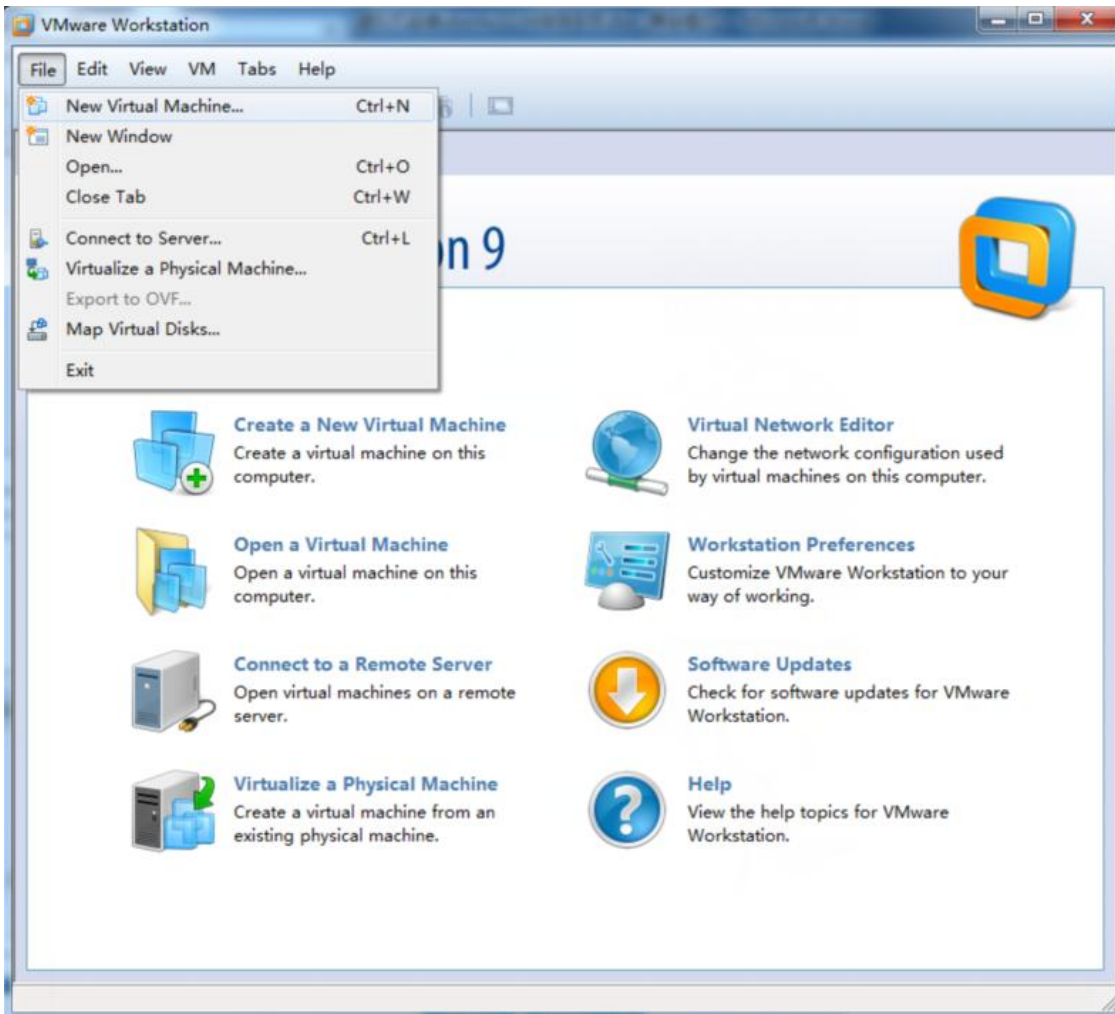 VMware Workstation
File Edit View VM Tabs Help
New Virtual Machine... Ctrl+N
New Window
Open... Ctrl+O
Close Tab Ctrl+W
Connect to Server... Ctrl+L
Virtualize a Physical Machine...
Export to OVF...
Map Virtual Disks...
Exit
on 9
Create a New Virtual Machine
Create a virtual machine on this
computer.
Virtual Network Editor
Change the network configuration used
by virtual machines on this computer.
Open a Virtual Machine
Open a virtual machine on this
computer.
Workstation Preferences
Customize VMware Workstation to your
way of working.
Connect to a Remote Server
Open virtual machines on a remote
server.
Software Updates
Check for software updates for VMware
Workstation.
Virtualize a Physical Machine
Create a virtual machine from an
existing physical machine.
Help
View the help topics for VMware
Workstation.